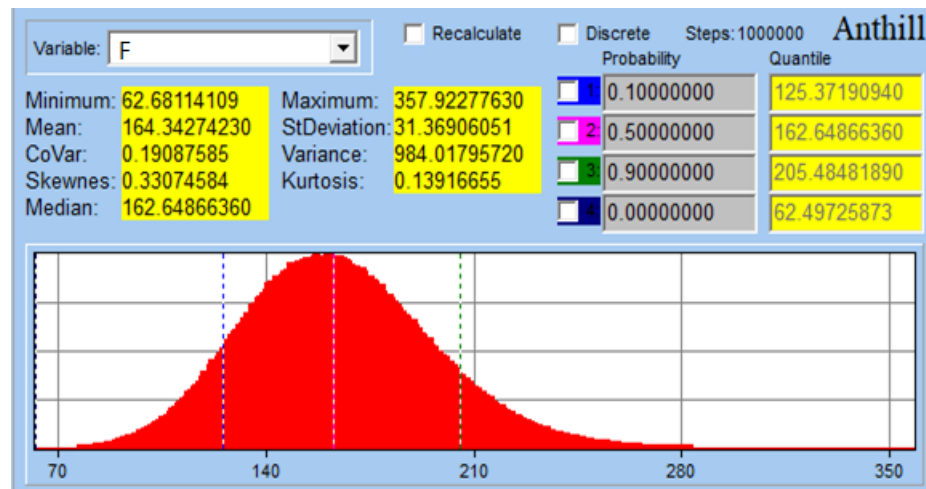 Variable: F
Recalculate
Discrete Steps:1000000 Anthill
Probability Quantile
Minimum: 62.68114109 Maximum: 357.92277630
Mean: 164.34274230 StDeviation: 31.36906051
CoVar: 0.19087585 Variance: 984.01795720
Skewnes: 0.33074584 Kurtosis: 0.13916655
Median: 162.64866360
1: 0.10000000 125.37190940
2: 0.50000000 162.64866360
3: 0.90000000 205.48481890
4: 0.00000000 62.49725873
70 140 210 280 350